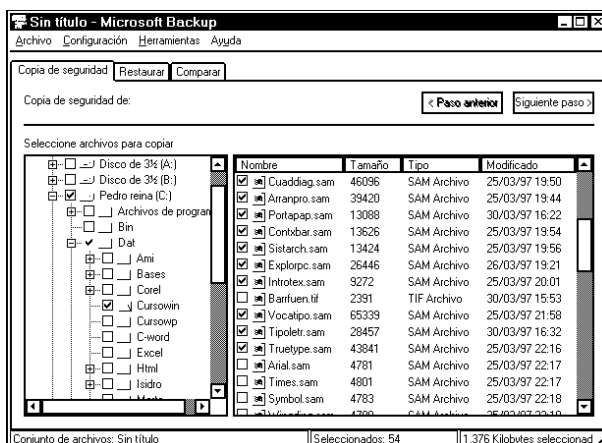 Sin título - Microsoft Backup
Archivo Configuración Herramientas Ayuda
Copia de seguridad Restaurar Comparar
Copia de seguridad de:
< Paso anterior Siguiente paso >
Seleccione archivos para copiar
Disco de 3½ (A:)
Disco de 3½ (B:)
Pedro reina (C:)
Archivos de program
Bin
Dat
Ami
Bases
Corel
Cursowin
Cursowp
C-word
Excel
Html
Isidro
Nombre Tamaño Tipo Modificado
Cuaddiag.sam 46096 SAM Archivo 25/03/97 19:50
Arranpro.sam 39420 SAM Archivo 25/03/97 19:44
Portapap.sam 13088 SAM Archivo 30/03/97 16:22
Contxbar.sam 13626 SAM Archivo 25/03/97 19:54
Sistarch.sam 13424 SAM Archivo 25/03/97 19:56
Explorpc.sam 26446 SAM Archivo 26/03/97 19:21
Introtex.sam 9272 SAM Archivo 25/03/97 20:01
Barrfuen.tif 2391 TIF Archivo 30/03/97 15:53
Vocatipo.sam 65339 SAM Archivo 25/03/97 21:58
Tipoletr.sam 28457 SAM Archivo 30/03/97 16:32
Truetype.sam 43841 SAM Archivo 25/03/97 22:16
Arial.sam 4781 SAM Archivo 25/03/97 22:17
Times.sam 4801 SAM Archivo 25/03/97 22:17
Symbol.sam 4783 SAM Archivo 25/03/97 22:18
Conjunto de archivos: Sin título Seleccionados: 54 1.376 Kilobytes seleccionad